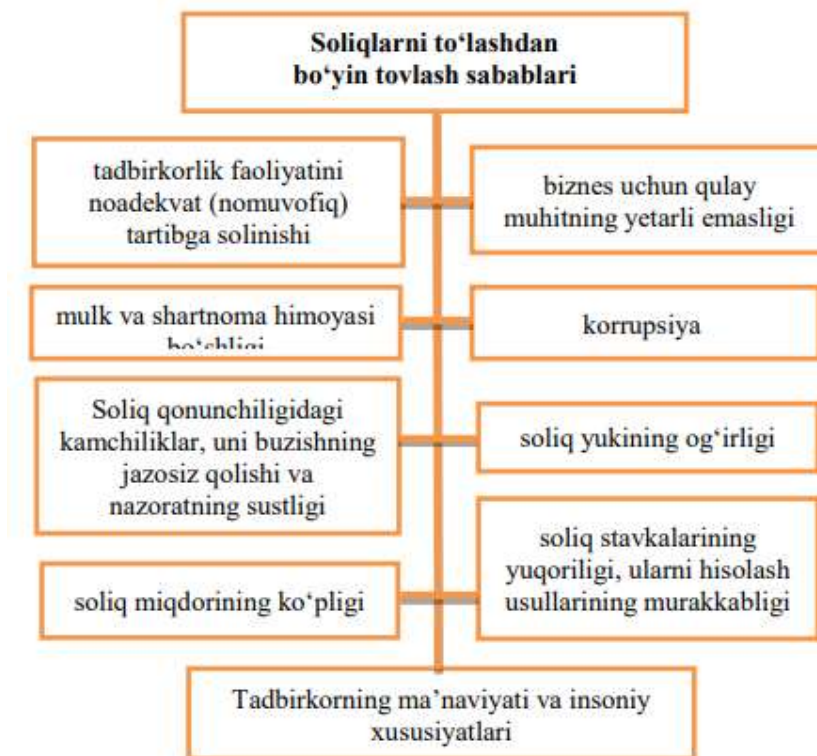 Soliqlarni to‘lashdan
bo‘yin tovlash sabablari
tadbirkorlik faoliyatini
noadekvat (nomuvofiq)
tartibga solinishi
biznes uchun qulay
muhitning yetarli emasligi
mulk va shartnoma himoyasi
bo‘shligi
korrupsiya
Soliq qonunchiligidagi
kamchiliklar, uni buzishning
jazosiz qolishi va
nazoratning sustligi
soliq yukining og‘irligi
soliq miqdorining ko‘pligi
soliq stavkalarining
yuqoriligi, ularni hisolash
usullarining murakkabligi
Tadbirkorning ma’naviyati va insoniy
xususiyatlari